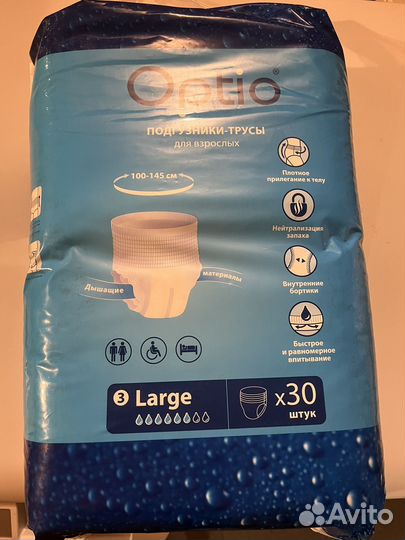 Optio®
ПОДГУЗНИКИ-ТРУСЫ
для взрослых
100-145 см
Плотное
прилегание к телу
Нейтрализация
запаха
Внутренние
бортики
Быстрое
и равномерное
впитывание
Дышащие материалы
3 Large
x30
штук
Avito